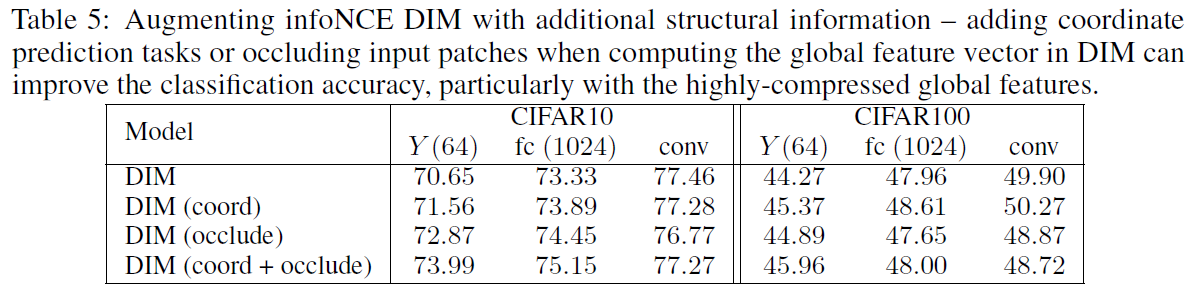 Table 5: Augmenting infoNCE DIM with additional structural information – adding coordinate
prediction tasks or occluding input patches when computing the global feature vector in DIM can
improve the classification accuracy, particularly with the highly-compressed global features.
Model CIFAR10 CIFAR100
Y(64) fc (1024) conv Y(64) fc (1024) conv
DIM 70.65 73.33 77.46 44.27 47.96 49.90
DIM (coord) 71.56 73.89 77.28 45.37 48.61 50.27
DIM (occlude) 72.87 74.45 76.77 44.89 47.65 48.87
DIM (coord + occlude) 73.99 75.15 77.27 45.96 48.00 48.72